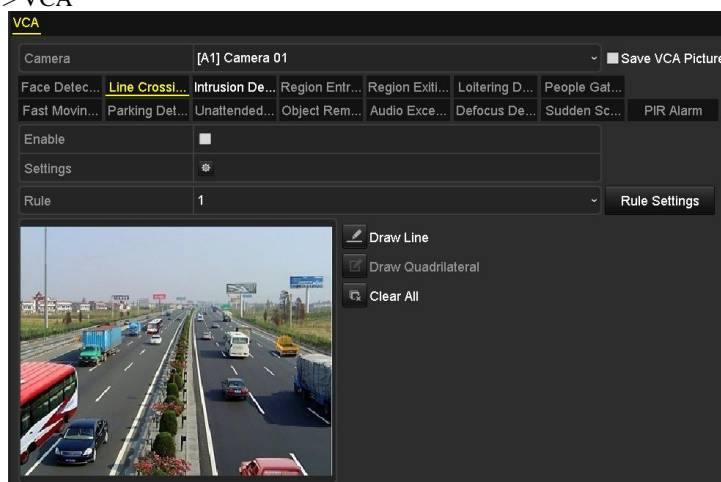 > VCA
VCA
Camera [A1] Camera 01 Save VCA Picture
Face Detec... Line Crossi... Intrusion De... Region Entr... Region Exiti... Loitering D... People Gat...
Fast Movin... Parking Det... Unattended... Object Rem... Audio Exce... Defocus De... Sudden Sc... PIR Alarm
Enable
Settings
Rule 1 Rule Settings
Draw Line
Draw Quadrilateral
Clear All